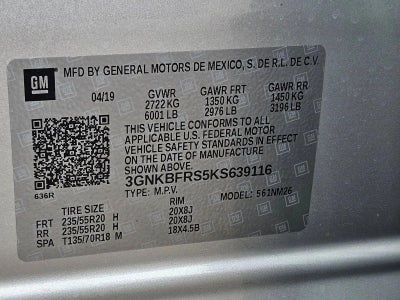 GM
MFD BY GENERAL MOTORS DE MEXICO, S. DE R.L. DE C.V.
04/19 GVWR GAWR FRT GAWR RR
2722 KG 1350 KG 1450 KG
6001 LB 2976 LB 3196 LB
THIS VEHICLE CONFORMS TO ALL
APPLICABLE U.S. FEDERAL MOTOR
VEHICLE SAFETY STANDARDS IN EFFECT
ON THE DATE OF MANUFACTURE
SHOWN ABOVE.
3GNKBFRS5KS639116
636R
TYPE: M.P.V. MODEL: 561NM26
TIRE SIZE RIM
FRT 235/55R20 H 20X8J
RR 235/55R20 H 20X8J
SPA T135/70R18 M 18X4.5B